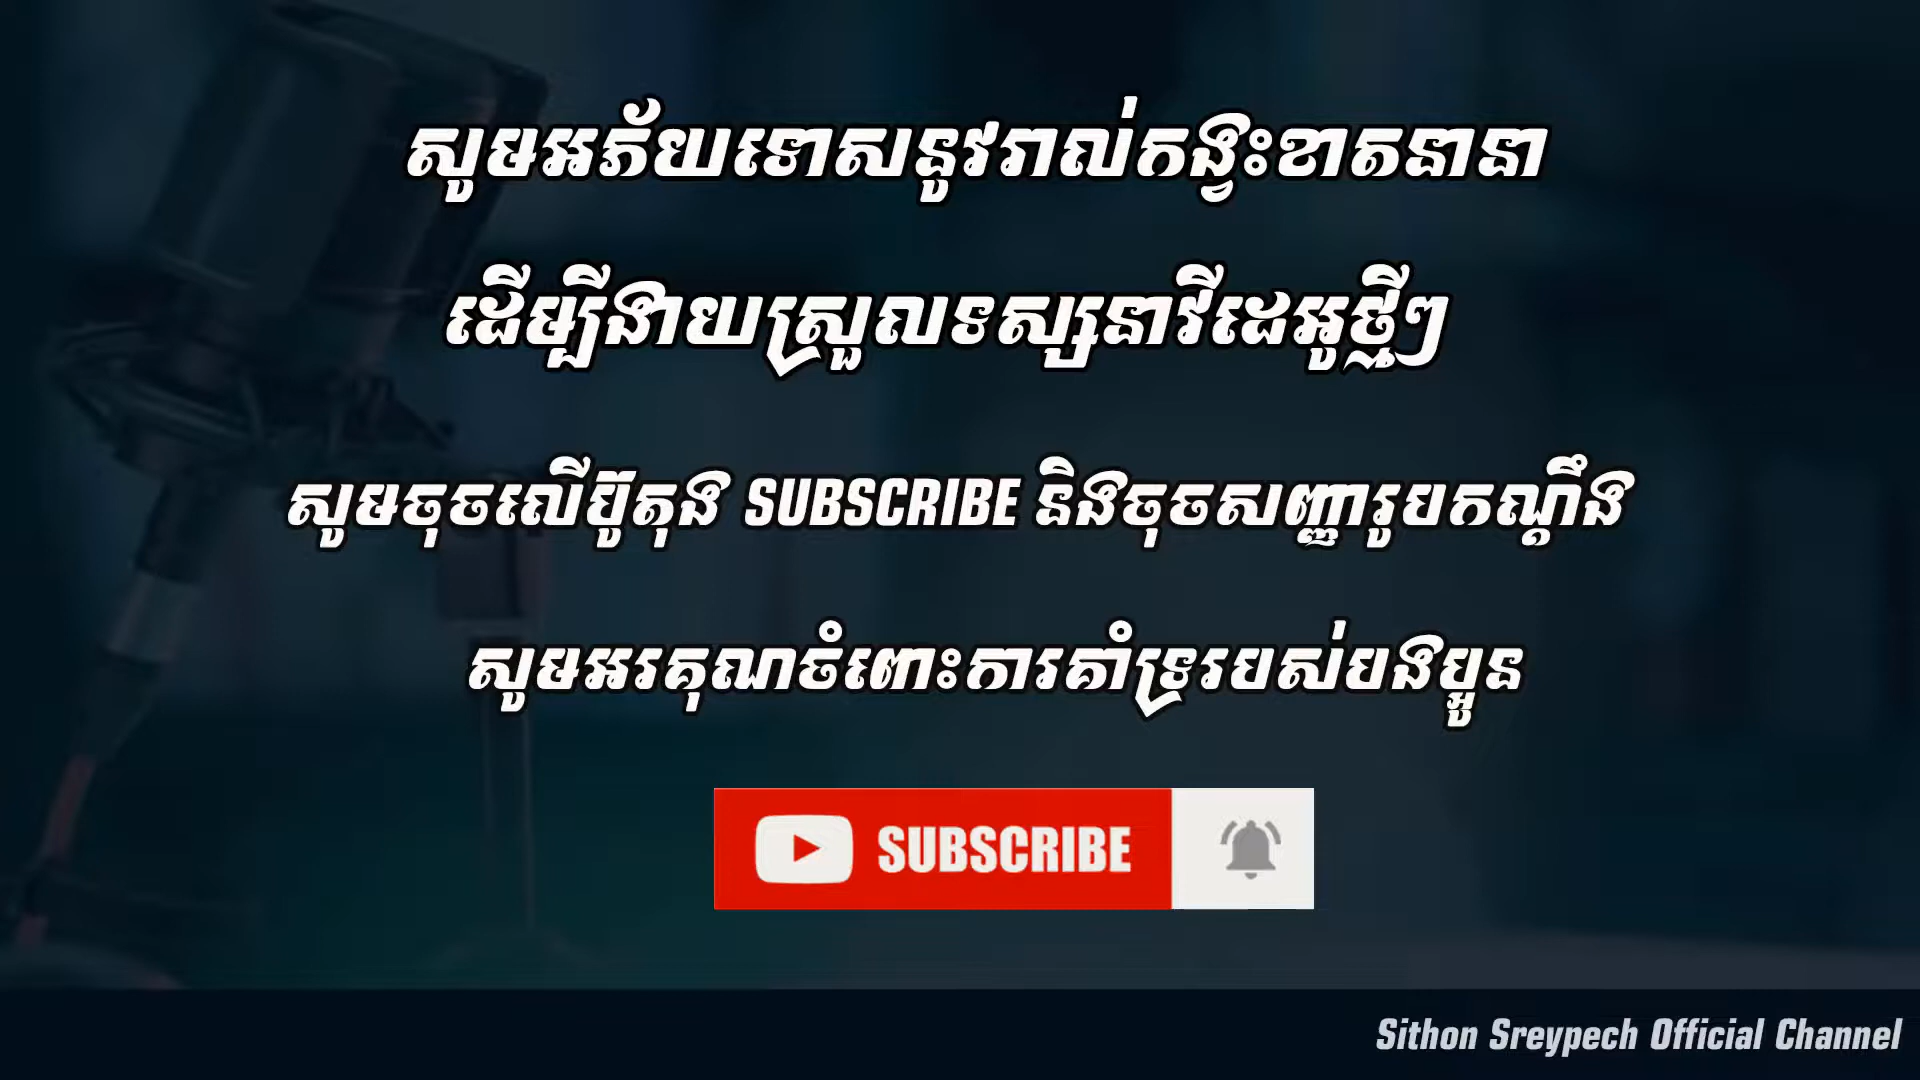 សូមអភ័យទោសនូវរាល់កង្វះខាតនានា
ដើម្បីងាយស្រួលទស្សនាវីដេអូថ្មីៗ
សូមចុចលើប៊ូតុង SUBSCRIBE និងចុចសញ្ញារូបកណ្ដឹង
សូមអរគុណចំពោះការគាំទ្ររបស់បងប្អូន
SUBSCRIBE
Sithon Sreypech Official Channel